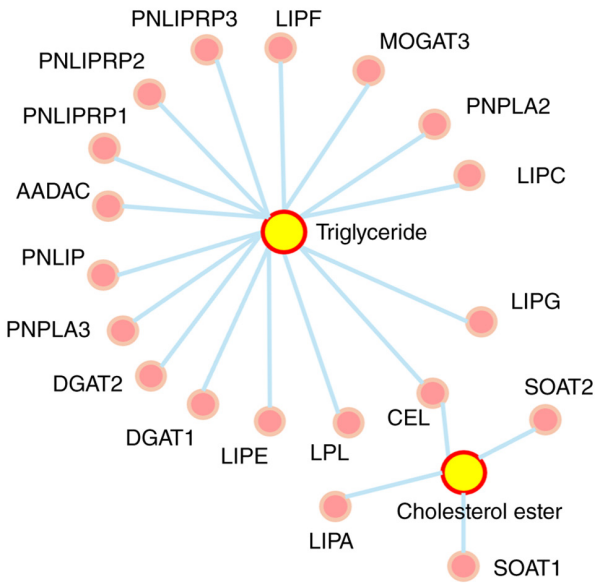 PNLIPRP3
LIPF
MOGAT3
PNLIPRP2
PNPLA2
PNLIPRP1
LIPC
AADAC
Triglyceride
PNLIP
LIPG
PNPLA3
DGAT2
SOAT2
CEL
DGAT1
LIPE
LPL
Cholesterol ester
LIPA
SOAT1